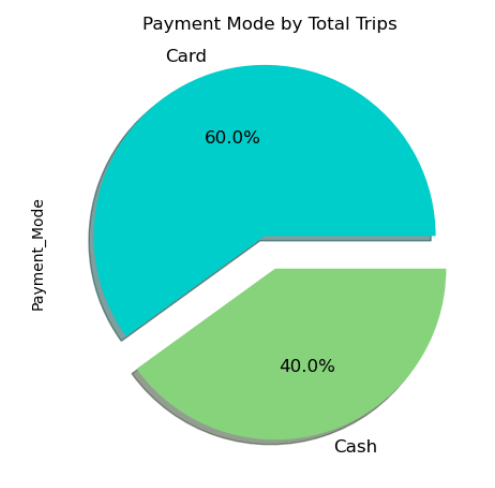 Payment Mode by Total Trips
Card
60.0%
Payment_Mode
40.0%
Cash